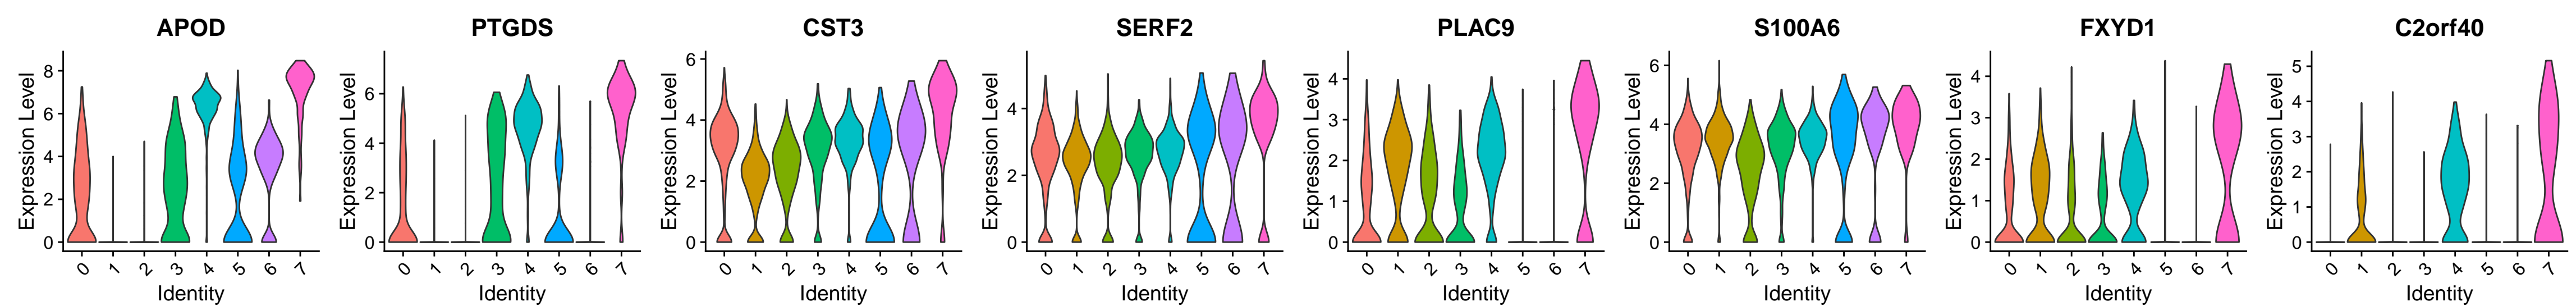 APOD
Expression Level
8
6
4
2
0
0 1 2 3 4 5 6 7
Identity
PTGDS
Expression Level
6
4
2
0
0 1 2 3 4 5 6 7
Identity
CST3
Expression Level
6
4
2
0
0 1 2 3 4 5 6 7
Identity
SERF2
Expression Level
4
2
0
0 1 2 3 4 5 6 7
Identity
PLAC9
Expression Level
4
3
2
1
0
0 1 2 3 4 5 6 7
Identity
S100A6
Expression Level
6
4
2
0
0 1 2 3 4 5 6 7
Identity
FXYD1
Expression Level
4
3
2
1
0
0 1 2 3 4 5 6 7
Identity
C2orf40
Expression Level
5
4
3
2
1
0
0 1 2 3 4 5 6 7
Identity